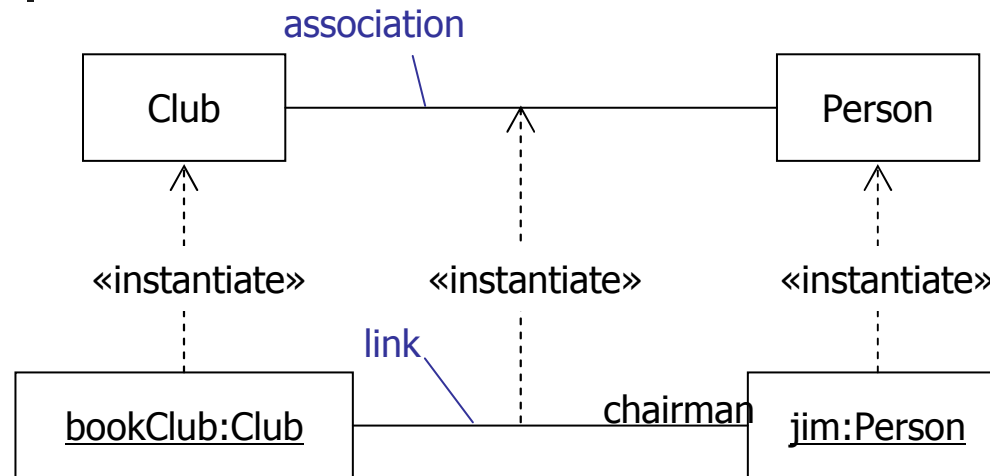 association
Club
Person
«instantiate»
«instantiate»
«instantiate»
link
chairman
bookClub:Club
jim:Person